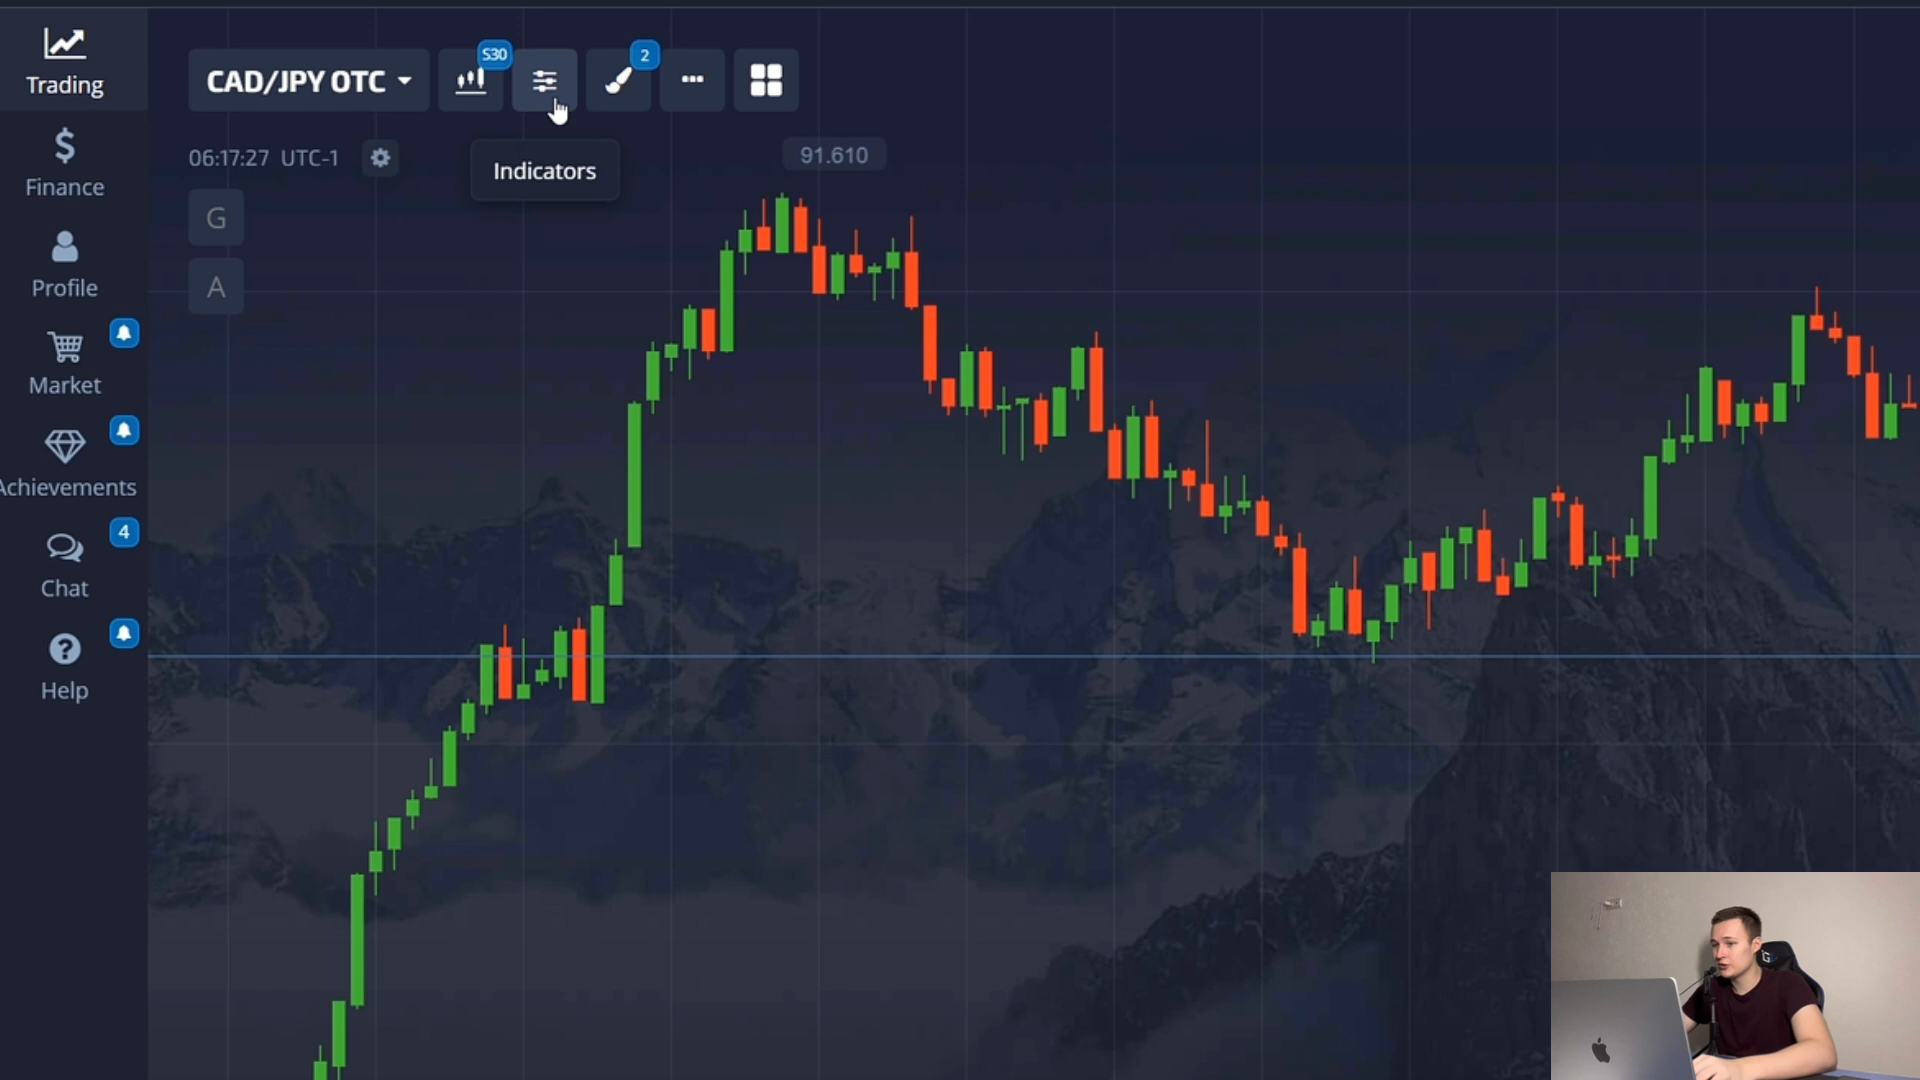 Trading
Finance
Profile
Market
Achievements
4
Chat
Help
CAD/JPY OTC
S30
2
06:17:27 UTC-1
Indicators
91.610
G
A